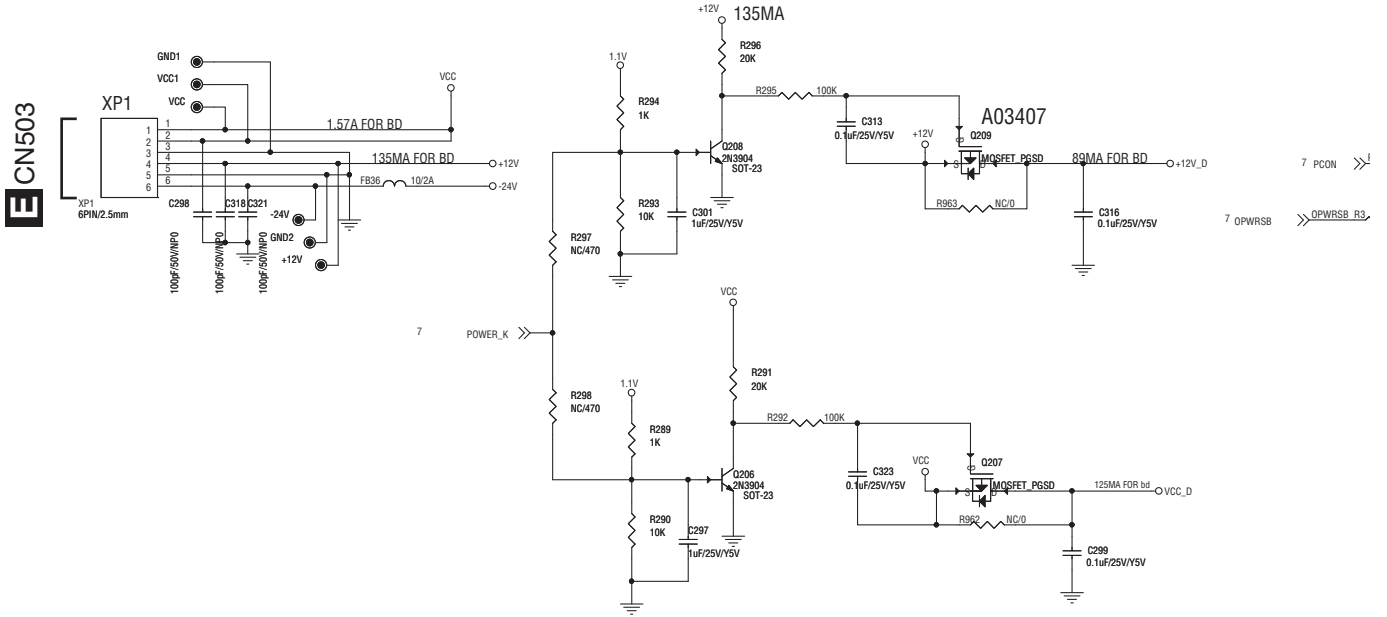 E CN503
XP1
GND1
VCC1
VCC
VCC
1
2
3
4
5
6
1
2
3
4
5
6
1.57A FOR BD
135MA FOR BD
+12V
FB36
10/2A
-24V
XP1
6PIN/2.5mm
C298
C318
C321
-24V
GND2
+12V
100pF/50V/NP0
100pF/50V/NP0
100pF/50V/NP0
+12V
135MA
R296
20K
1.1V
R294
1K
R295
100K
C313
0.1uF/25V/Y5V
A03407
+12V
G
Q209
MOSFET_PGSD
S
D
89MA FOR BD
+12V_D
Q208
2N3904
SOT-23
R963
NC/0
R293
10K
C301
1uF/25V/Y5V
C316
0.1uF/25V/Y5V
7 PCON
7 OPWRSB
OPWRSB_R3
R297
NC/470
7
POWER_K
VCC
R291
20K
R298
NC/470
1.1V
R289
1K
R292
100K
C323
0.1uF/25V/Y5V
VCC
G
Q207
MOSFET_PGSD
S
D
125MA FOR bd
VCC_D
Q206
2N3904
SOT-23
R962
NC/0
R290
10K
C297
1uF/25V/Y5V
C299
0.1uF/25V/Y5V